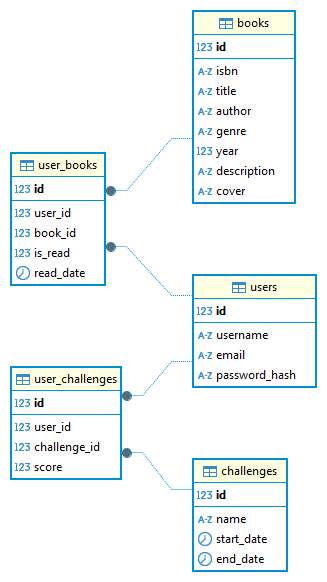 books
123 id
A-Z isbn
A-Z title
A-Z author
A-Z genre
123 year
A-Z description
A-Z cover
user_books
123 id
123 user_id
123 book_id
123 is_read
read_date
users
123 id
A-Z username
A-Z email
A-Z password_hash
user_challenges
123 id
123 user_id
123 challenge_id
123 score
challenges
123 id
A-Z name
start_date
end_date